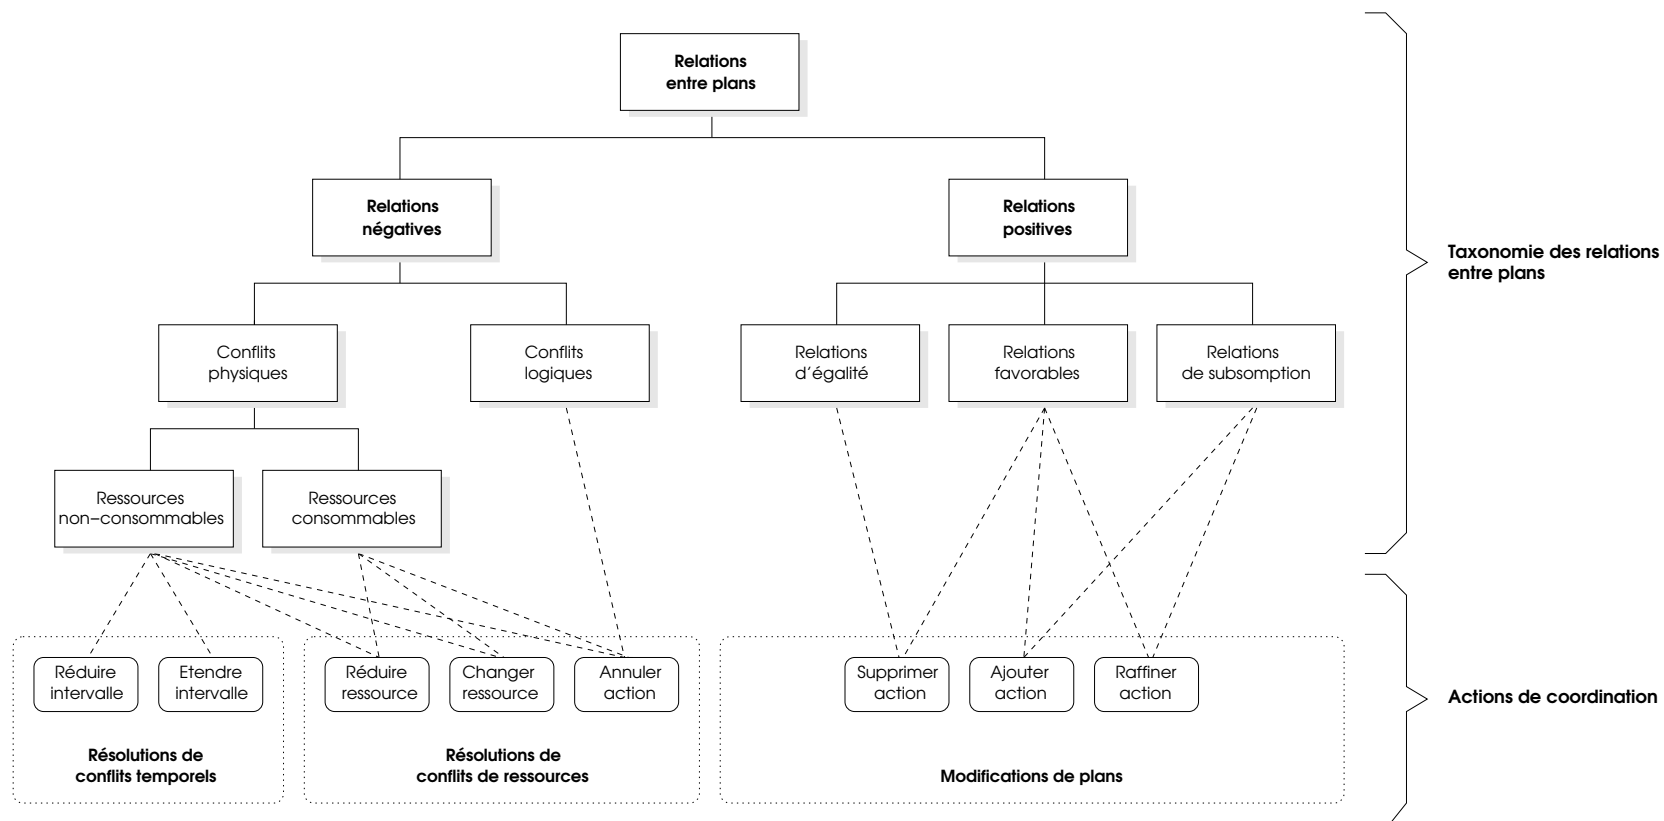 Relations
entre plans
Relations
négatives
Relations
positives
Taxonomie des relations
entre plans
Conflits
physiques
Conflits
logiques
Relations
d'égalité
Relations
favorables
Relations
de subsomption
Ressources
non-consommables
Ressources
consommables
Réduire
intervalle
Etendre
intervalle
Réduire
ressource
Changer
ressource
Annuler
action
Supprimer
action
Ajouter
action
Raffiner
action
Actions de coordination
Résolutions de
conflits temporels
Résolutions de
conflits de ressources
Modifications de plans